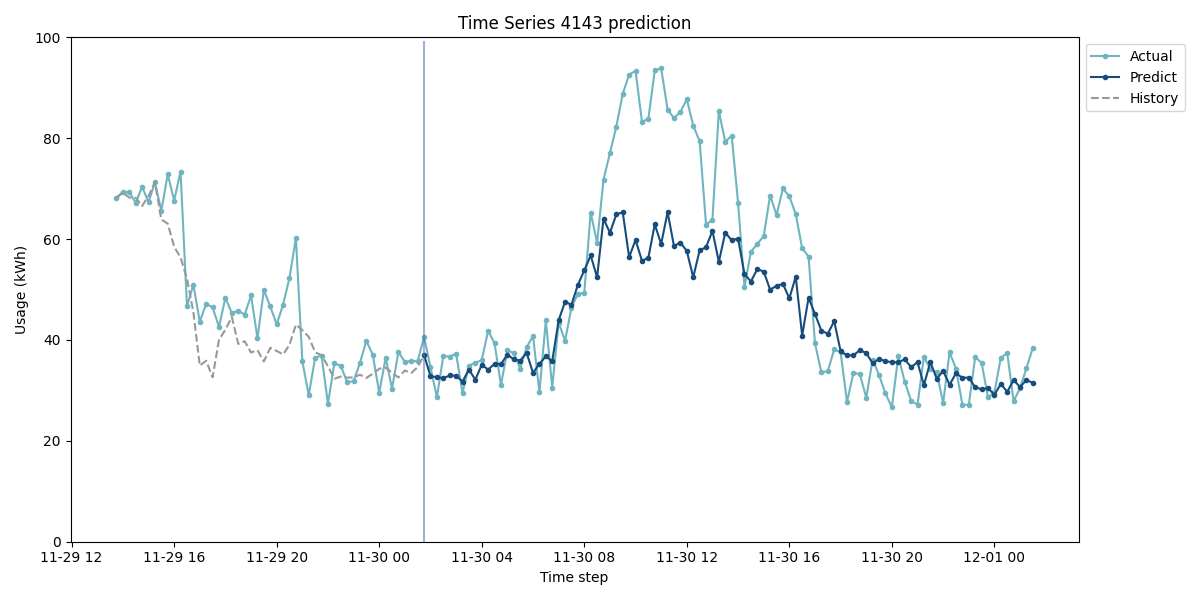 Time Series 4143 prediction
Usage (kWh)
100
80
60
40
20
0
11-29 12
11-29 16
11-29 20
11-30 00
11-30 04
11-30 08
11-30 12
11-30 16
11-30 20
12-01 00
Time step
Actual
Predict
History